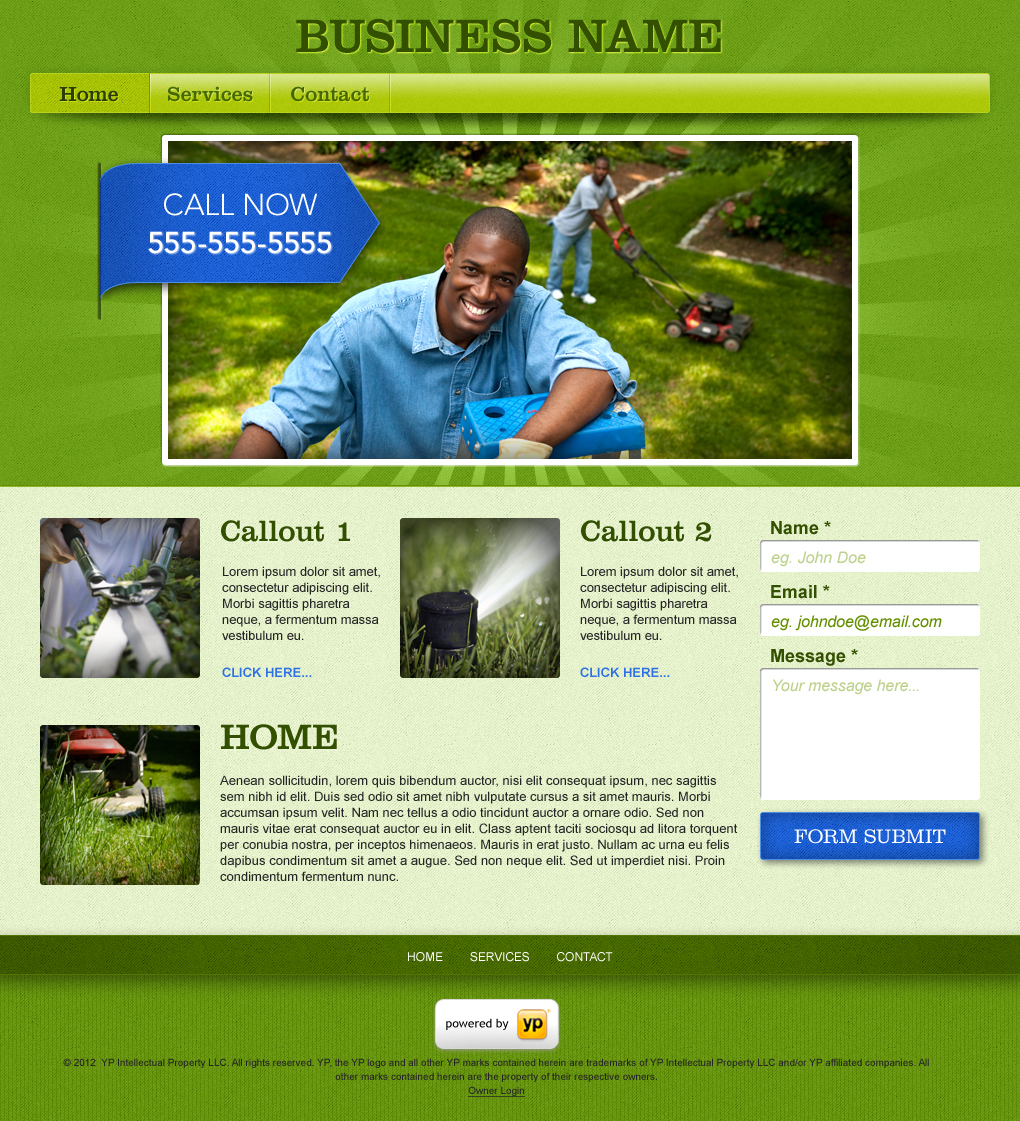 BUSINESS NAME
Home
Services
Contact
CALL NOW
555-555-5555
Callout 1
Lorem ipsum dolor sit amet,
consectetur adipiscing elit.
Morbi sagittis pharetra
neque, a fermentum massa
vestibulum eu.
CLICK HERE...
Callout 2
Lorem ipsum dolor sit amet,
consectetur adipiscing elit.
Morbi sagittis pharetra
neque, a fermentum massa
vestibulum eu.
CLICK HERE...
Name *
eg. John Doe
Email *
eg. johndoe@email.com
Message *
Your message here...
FORM SUBMIT
HOME
Aenean sollicitudin, lorem quis bibendum auctor, nisi elit consequat ipsum, nec sagittis
sem nibh id elit. Duis sed odio sit amet nibh vulputate cursus a sit amet mauris. Morbi
accumsan ipsum velit. Nam nec tellus a odio tincidunt auctor a ornare odio. Sed non
mauris vitae erat consequat auctor eu in elit. Class aptent taciti sociosqu ad litora torquent
per conubia nostra, per inceptos himenaeos. Mauris in erat justo. Nullam ac urna eu felis
dapibus condimentum sit amet a augue. Sed non neque elit. Sed ut imperdiet nisi. Proin
condimentum fermentum nunc.
HOME
SERVICES
CONTACT
powered by yp
© 2012 YP Intellectual Property LLC. All rights reserved. YP, the YP logo and all other YP marks contained herein are trademarks of YP Intellectual Property LLC and/or YP affiliated companies. All
other marks contained herein are the property of their respective owners.
Owner Login